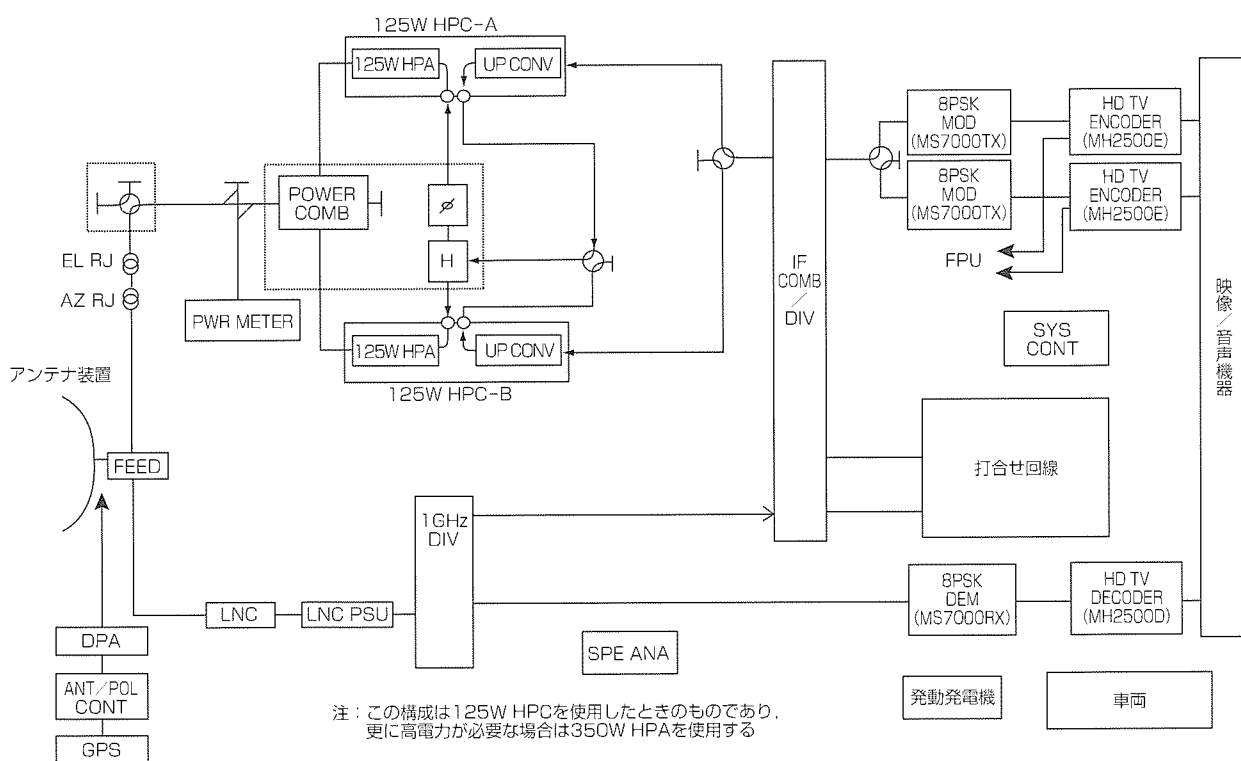 125W HPC-A
125W HPA
UP CONV
POWER
COMB
φ
H
EL RJ
AZ RJ
PWR METER
125W HPA
UP CONV
125W HPC-B
IF
COMB
/
DIV
8PSK
MOD
(MS7000TX)
8PSK
MOD
(MS7000TX)
HD TV
ENCODER
(MH2500E)
HD TV
ENCODER
(MH2500E)
FPU
SYS
CONT
映像/音声機器
打合せ回線
アンテナ装置
FEED
1GHz
DIV
LNC
LNC PSU
8PSK
DEM
(MS7000RX)
HD TV
DECODER
(MH2500D)
DPA
ANT/POL
CONT
GPS
SPE ANA
発動発電機
車両
注：この構成は125W HPCを使用したときのものであり，
更に高電力が必要な場合は350W HPAを使用する